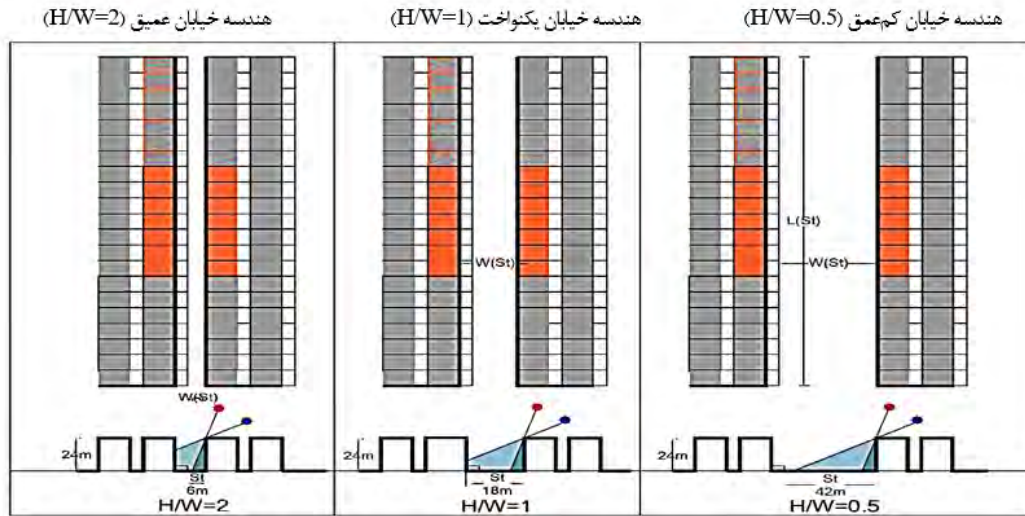 هندسه خیابان کم‌عمق (H/W=0.5)
هندسه خیابان یکنواخت (H/W=1)
هندسه خیابان عمیق (H/W=2)
L(St)
W(St)
W(St)
W(St)
24m
St
42m
H/W=0.5
24m
St
18m
H/W=1
24m
St
6m
H/W=2